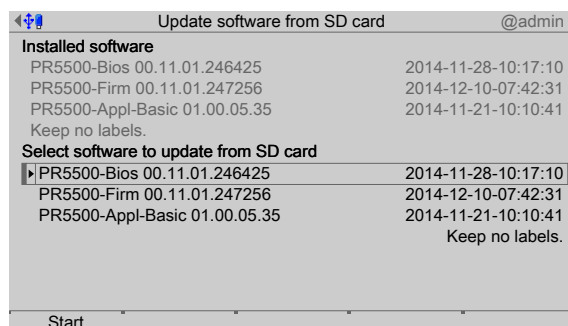 Update software from SD card @admin
Installed software
PR5500-Bios 00.11.01.246425 2014-11-28-10:17:10
PR5500-Firm 00.11.01.247256 2014-12-10-07:42:31
PR5500-Appl-Basic 01.00.05.35 2014-11-21-10:10:41
Keep no labels.
Select software to update from SD card
PR5500-Bios 00.11.01.246425 2014-11-28-10:17:10
PR5500-Firm 00.11.01.247256 2014-12-10-07:42:31
PR5500-Appl-Basic 01.00.05.35 2014-11-21-10:10:41
Keep no labels.
Start